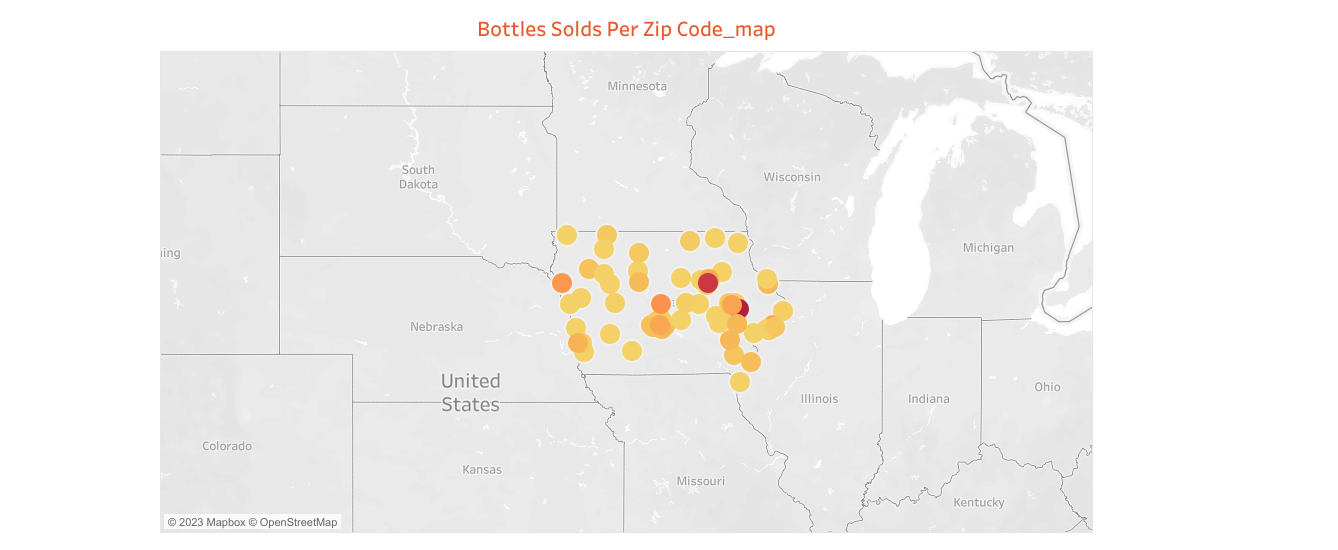 Bottles Solds Per Zip Code_map
Minnesota
South
Dakota
Wisconsin
ing
Michigan
Nebraska
United
States
Illinois
Indiana
Ohio
Colorado
Kansas
Missouri
Kentucky
© 2023 Mapbox © OpenStreetMap